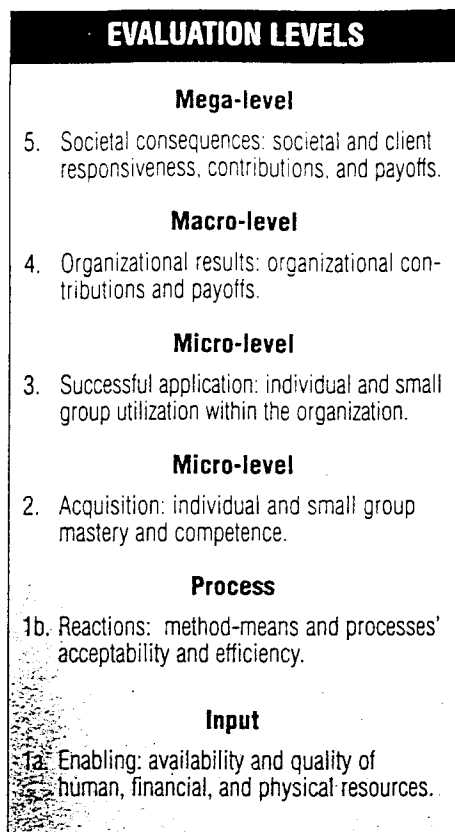 EVALUATION LEVELS
Mega-level
5. Societal consequences: societal and client
responsiveness, contributions, and payoffs.
Macro-level
4. Organizational results: organizational con-
tributions and payoffs.
Micro-level
3. Successful application: individual and small
group utilization within the organization.
Micro-level
2. Acquisition: individual and small group
mastery and competence.
Process
1b. Reactions: method-means and processes'
acceptability and efficiency.
Input
1a. Enabling: availability and quality of
human, financial, and physical resources.